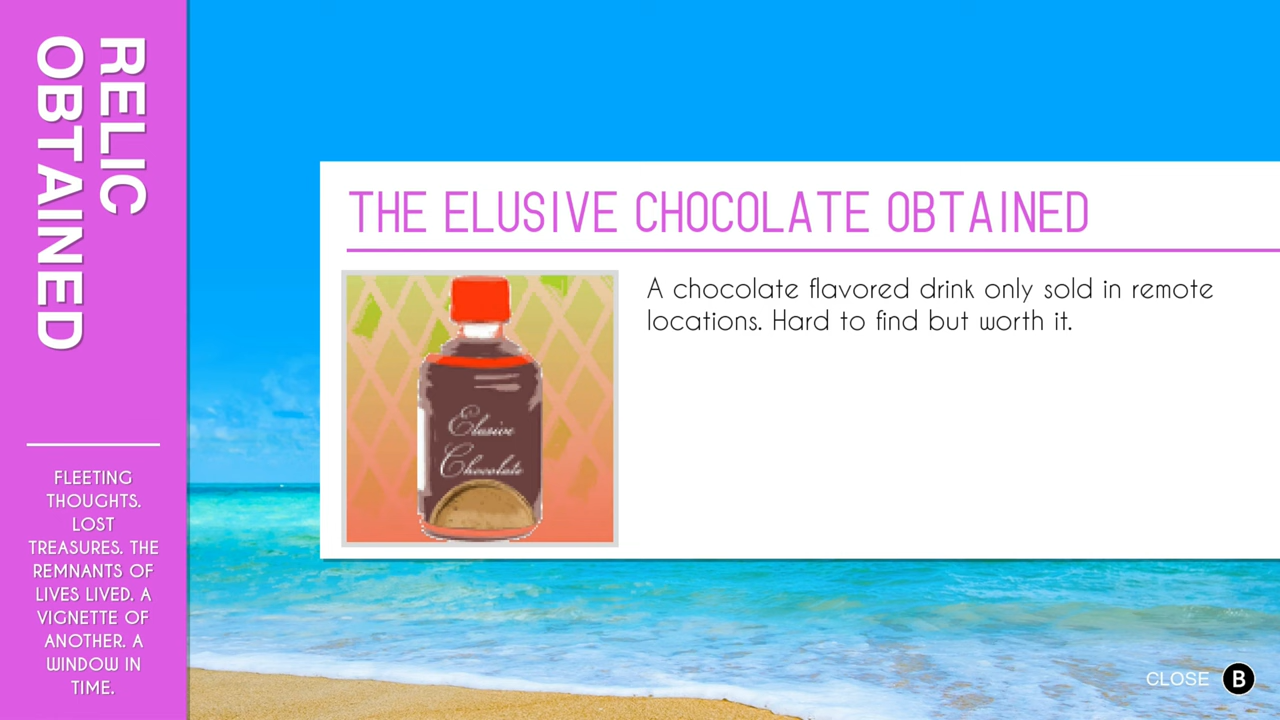 RELIC
OBTAINED
FLEETING
THOUGHTS.
LOST
TREASURES. THE
REMNANTS OF
LIVES LIVED. A
VIGNETTE OF
ANOTHER. A
WINDOW IN
TIME.
THE ELUSIVE CHOCOLATE OBTAINED
A chocolate flavored drink only sold in remote
locations. Hard to find but worth it.
Elusive
Chocolate
CLOSE B